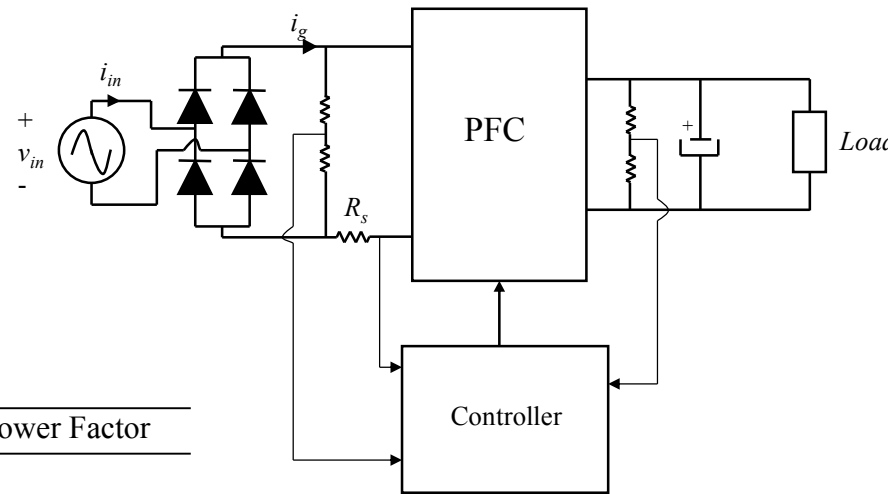 i_g
i_in
+
v_in
-
PFC
+
Load
R_s
Controller
ower Factor